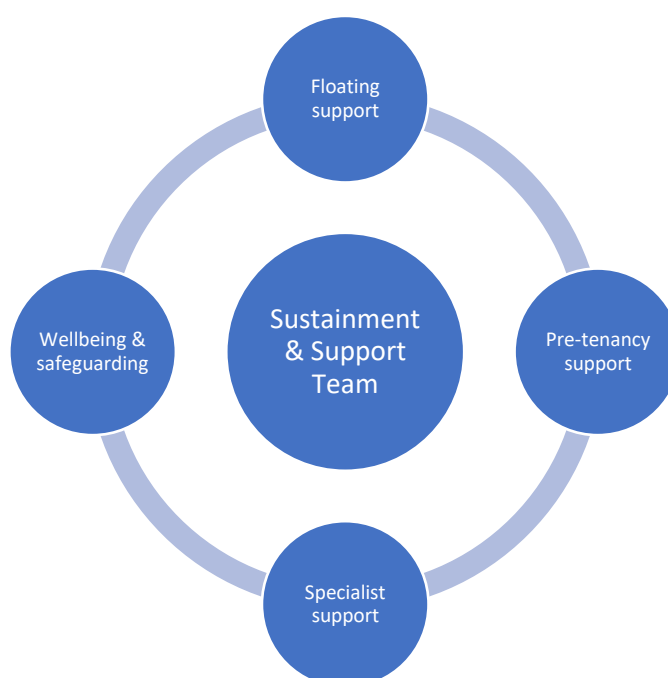 Floating
support
Sustainment
& Support
Team
Wellbeing &
safeguarding
Pre-tenancy
support
Specialist
support